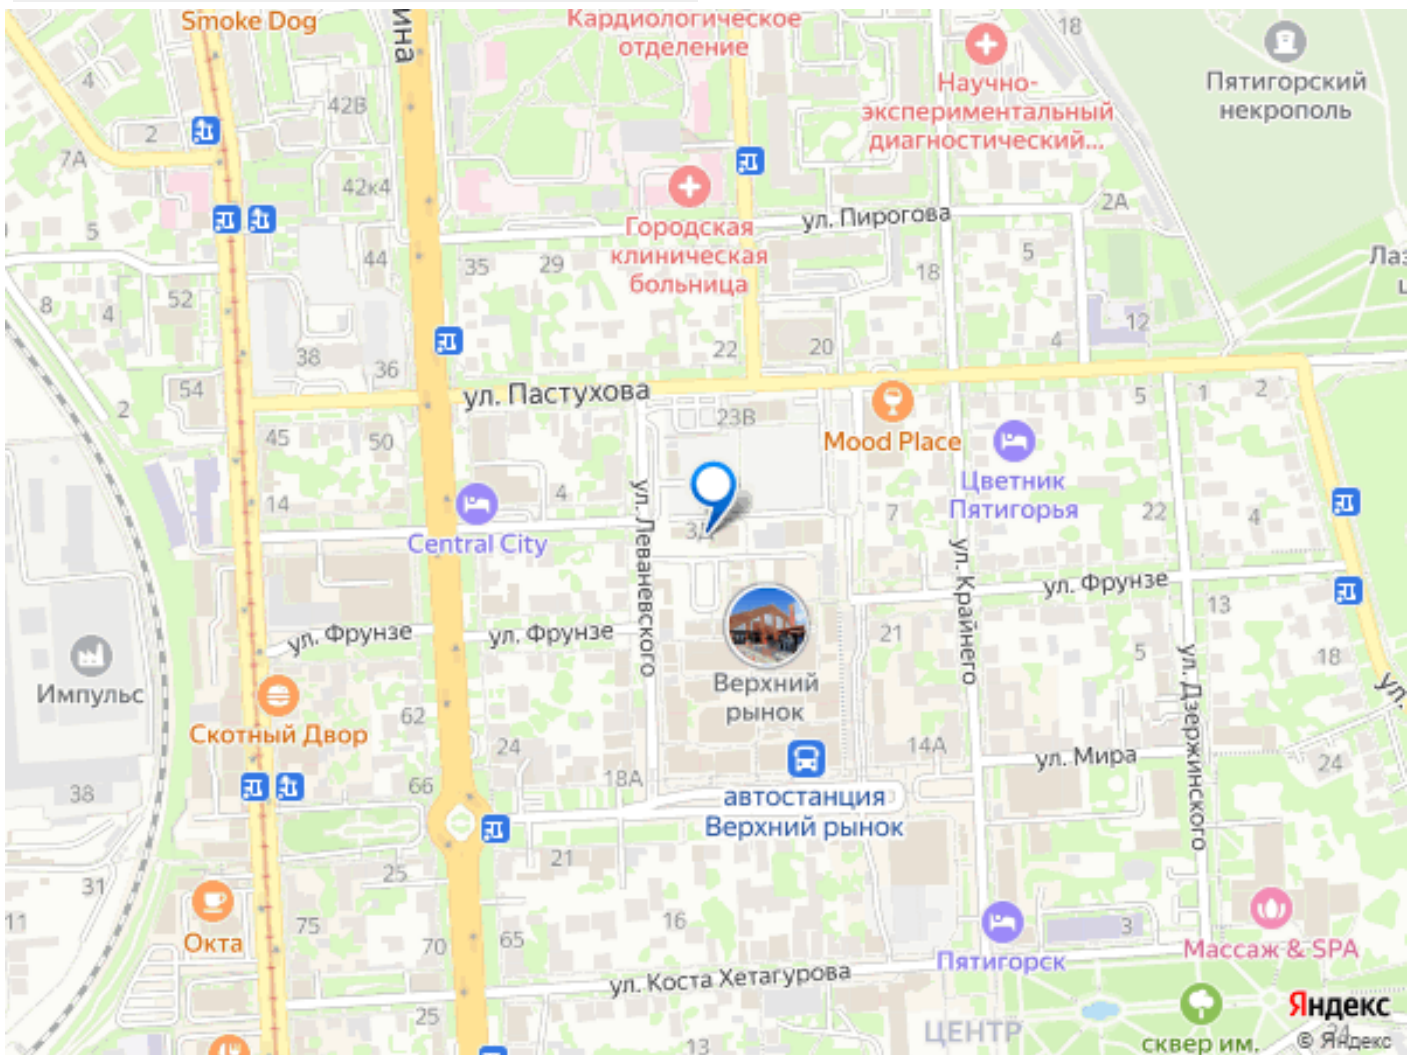 Smoke Dog
ина
Кардиологическое
отделение
18
Научно-
экспериментальный
диагностический...
Пятигорский
некрополь
4
42В
2
7А
42к4
Городская
клиническая
больница
ул. Пирогова
2А
5
44
35
29
18
5
Лаз
8
4
52
12
38
36
22
20
4
54
2
ул. Пастухова
23В
Mood Place
5
1
2
45
50
Цветник
Пятигорья
14
4
ул. Леваневского
7
22
4
Central City
ул. Крайнего
ул. Фрунзе
13
ул. Фрунзе
ул. Фрунзе
21
5
18
Импульс
Верхний
рынок
ул. Дзержинского
ул.
Скотный Двор
62
24
14А
ул. Мира
24
38
66
18А
автостанция
Верхний рынок
21
31
25
11
75
16
3
Окта
70
65
Пятигорск
Массаж & SPA
ул. Коста Хетагурова
25
13
ЦЕНТР
сквер им.
Яндекс
24
© Яндекс